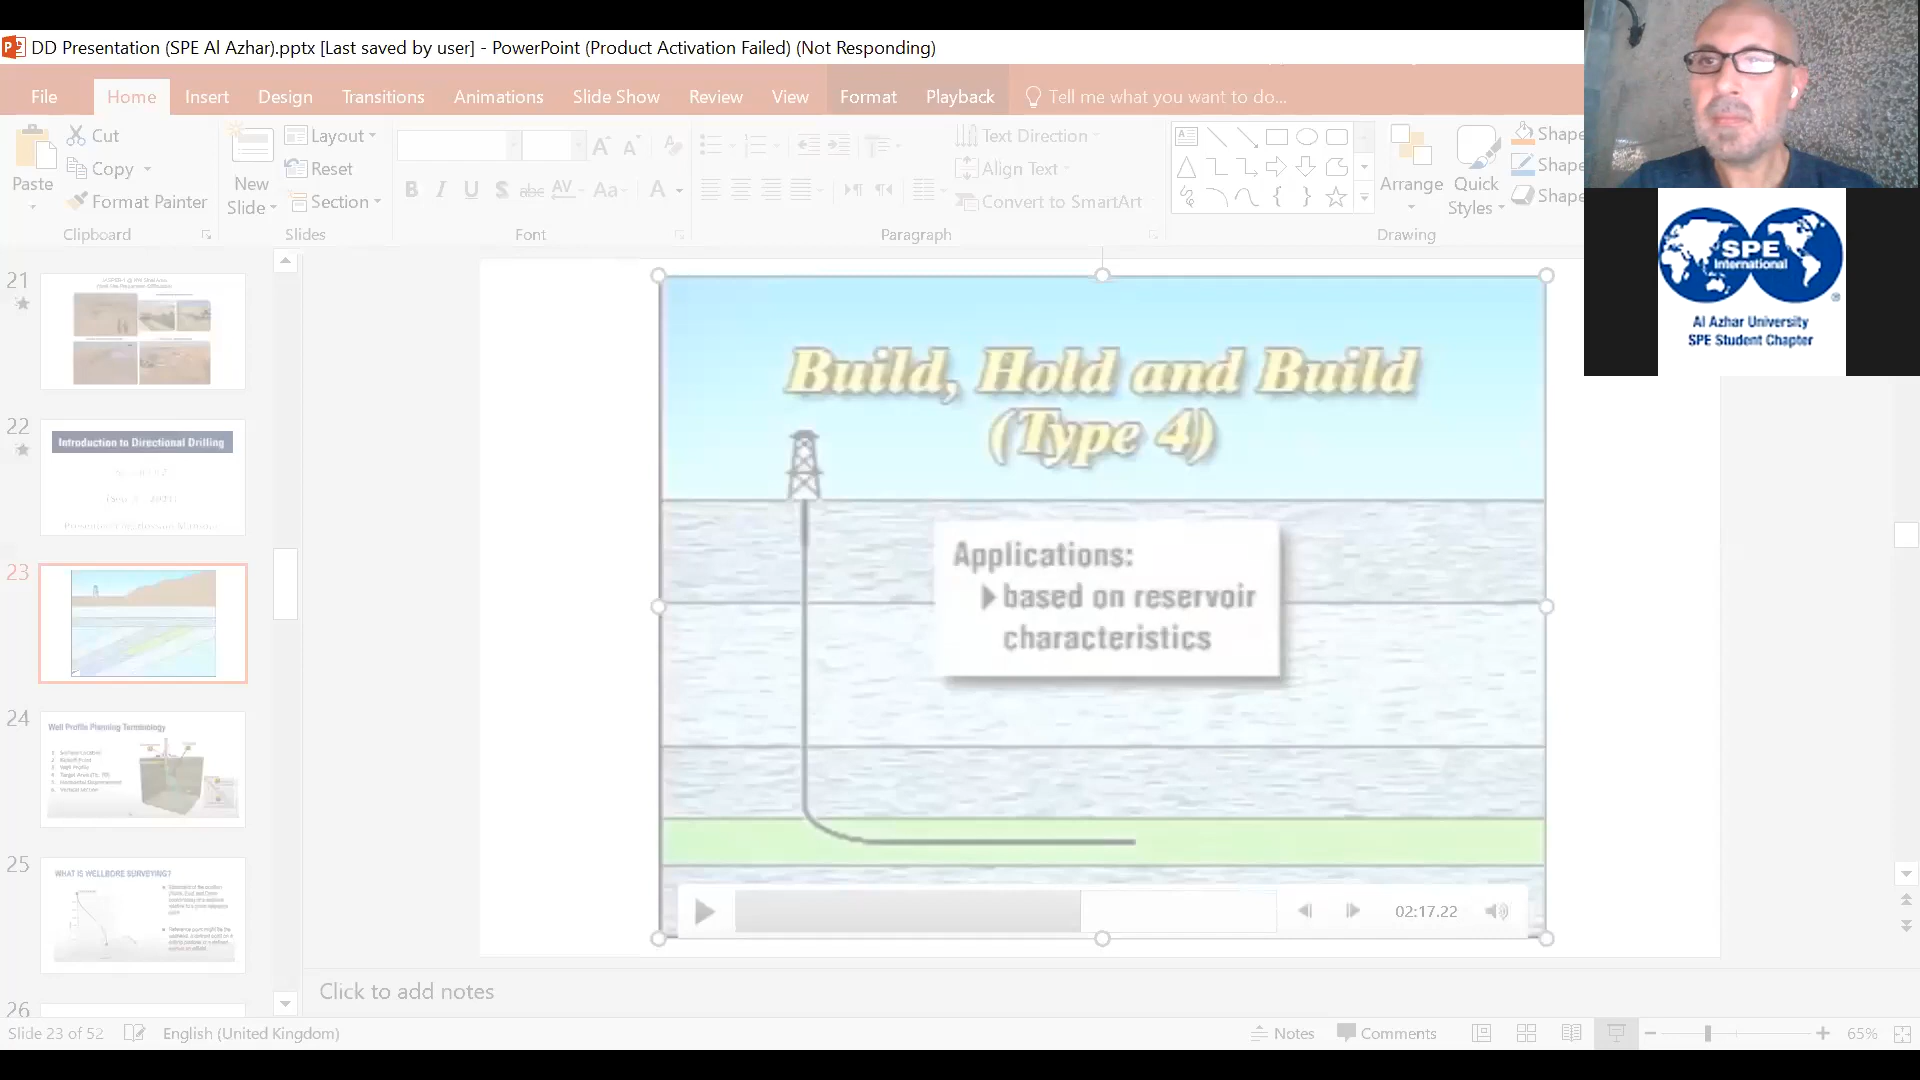 DD Presentation (SPE Al Azhar).pptx [Last saved by user] - PowerPoint (Product Activation Failed) (Not Responding)
File Home Insert Design Transitions Animations Slide Show Review View Format Playback Tell me what you want to do...
Paste
Cut
Copy
Format Painter
Clipboard
New Slide
Layout
Reset
Section
Slides
Font
Text Direction
Align Text
Convert to SmartArt
Paragraph
Arrange
Quick Styles
Shape
Shape
Shape
Drawing
SPE
International
Al Azhar University
SPE Student Chapter
21
22
Introduction to Directional Drilling
23
24
Well Profile Planning Terminology
25
WHAT IS WELLBORE SURVEYING?
26
Build, Hold and Build
(Type 4)
Applications:
based on reservoir
characteristics
02:17.22
Click to add notes
Slide 23 of 52 English (United Kingdom) Notes Comments 65%